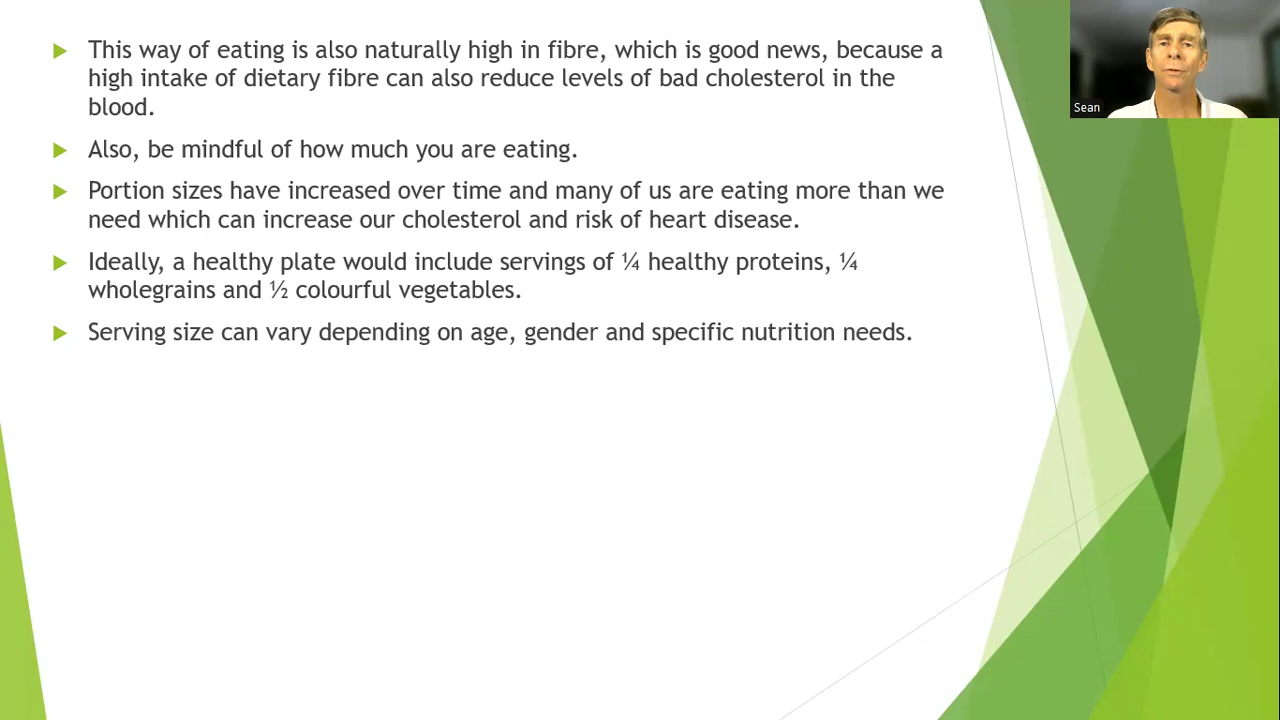 This way of eating is also naturally high in fibre, which is good news, because a
high intake of dietary fibre can also reduce levels of bad cholesterol in the
blood.
Also, be mindful of how much you are eating.
Portion sizes have increased over time and many of us are eating more than we
need which can increase our cholesterol and risk of heart disease.
Ideally, a healthy plate would include servings of ¼ healthy proteins, ¼
wholegrains and ½ colourful vegetables.
Serving size can vary depending on age, gender and specific nutrition needs.
Sean